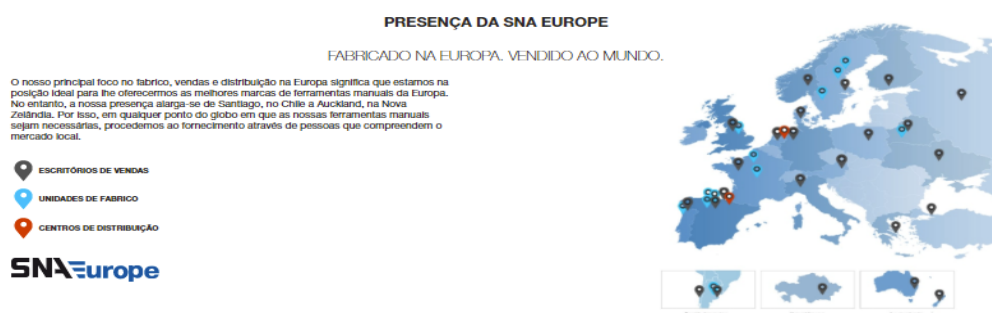 PRESENÇA DA SNA EUROPE
FABRICADO NA EUROPA. VENDIDO AO MUNDO.
O nosso principal foco no fabrico, vendas e distribuição na Europa significa que estamos na
posição ideal para lhe oferecermos as melhores marcas de ferramentas manuais da Europa.
No entanto, a nossa presença alarga-se de Santiago, no Chile a Auckland, na Nova
Zelândia. Por isso, em qualquer ponto do globo em que as nossas ferramentas manuais
sejam necessárias, procedemos ao fornecimento através de pessoas que compreendem o
mercado local.
ESCRITÓRIOS DE VENDAS
UNIDADES DE FABRICO
CENTROS DE DISTRIBUIÇÃO
SNA Europe